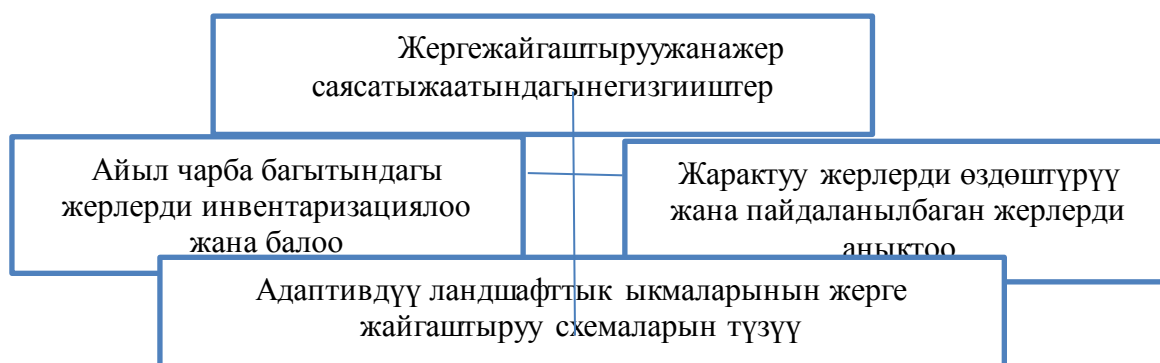 Жергежайгаштыруужанажер
саясатыжаатындагынегизгииштер
Айыл чарба багытындагы
жерлерди инвентаризациялоо
жана балоо
Жарактуу жерлерди өздөштүрүү
жана пайдаланылбаган жерлерди
аныктоо
Адаптивдүү ландшафттык ыкмаларынын жерге
жайгаштыруу схемаларын түзүү